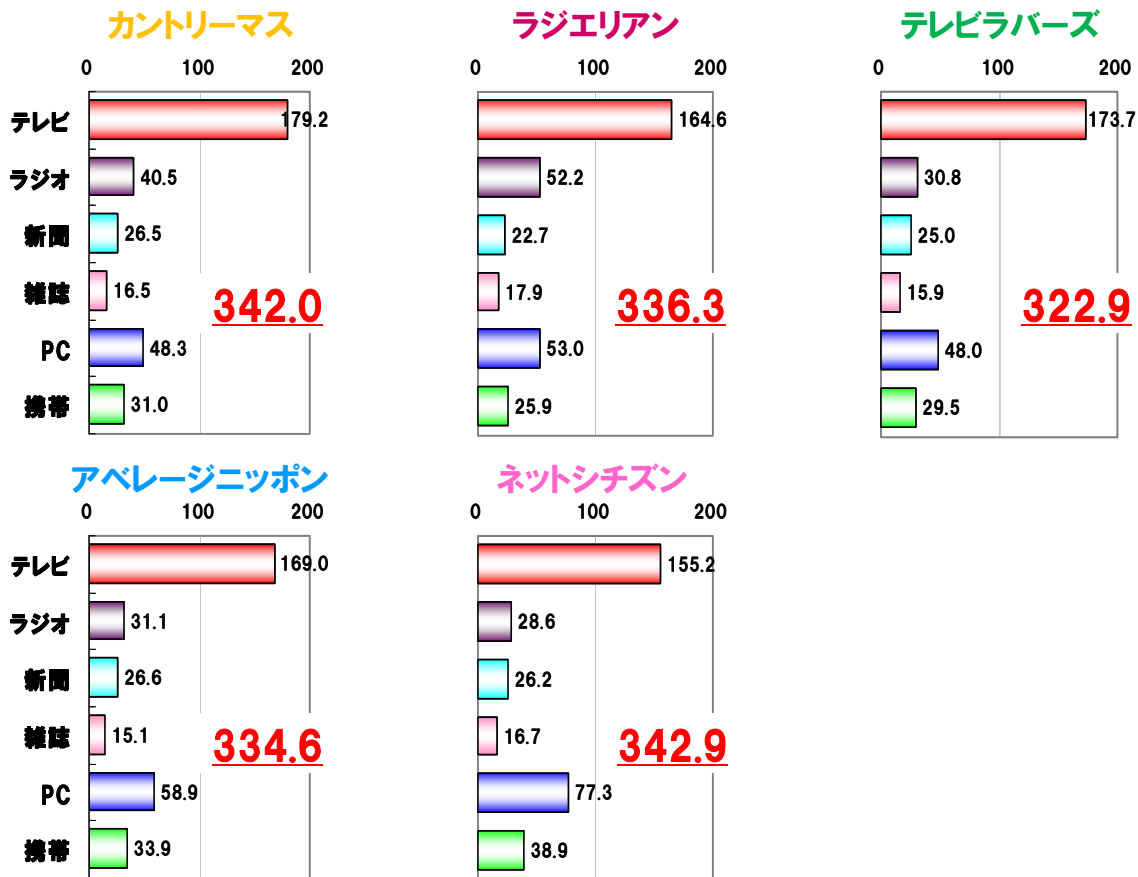 カントリーマス
0 100 200
テレビ 179.2
ラジオ 40.5
新聞 26.5
雑誌 16.5
342.0
PC 48.3
携帯 31.0
ラジエリアン
0 100 200
164.6
52.2
22.7
17.9
336.3
53.0
25.9
テレビラバーズ
0 100 200
173.7
30.8
25.0
15.9
322.9
48.0
29.5
アベレージニッポン
0 100 200
テレビ 169.0
ラジオ 31.1
新聞 26.6
雑誌 15.1
334.6
PC 58.9
携帯 33.9
ネットシチズン
0 100 200
155.2
28.6
26.2
16.7
342.9
77.3
38.9